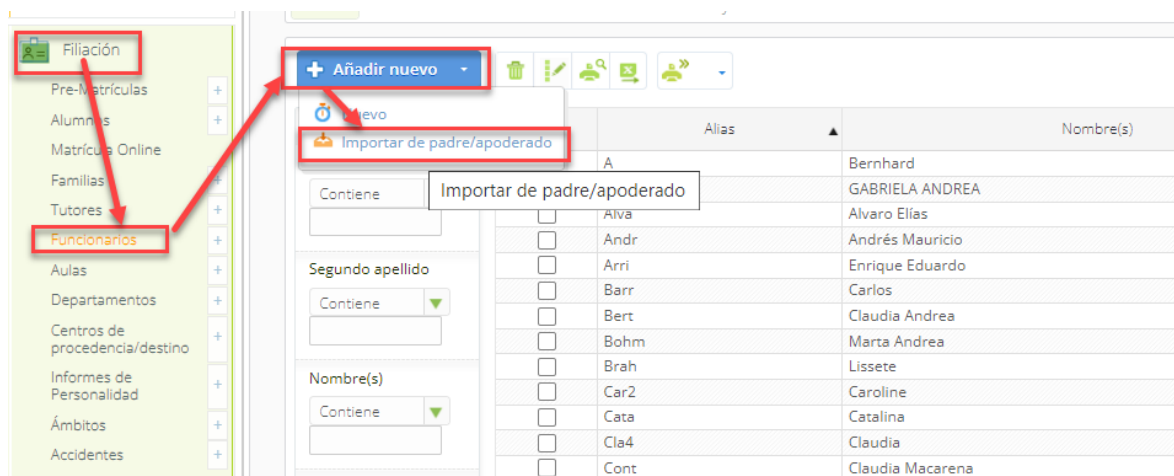 Filiación
Pre-Matrículas
Alumnos
Matrícula Online
Familias
Tutores
Funcionarios
Aulas
Departamentos
Centros de
procedencia/destino
Informes de
Personalidad
Ámbitos
Accidentes
Añadir nuevo
Importar de padre/apoderado
Importar de padre/apoderado
Contiene
Segundo apellido
Contiene
Nombre(s)
Contiene
Alias Nombre(s)
A Bernhard
GABRIELA ANDREA
Alva Alvaro Elías
Andr Andrés Mauricio
Arri Enrique Eduardo
Barr Carlos
Bert Claudia Andrea
Bohm Marta Andrea
Brah Lissete
Car2 Caroline
Cata Catalina
Cla4 Claudia
Cont Claudia Macarena